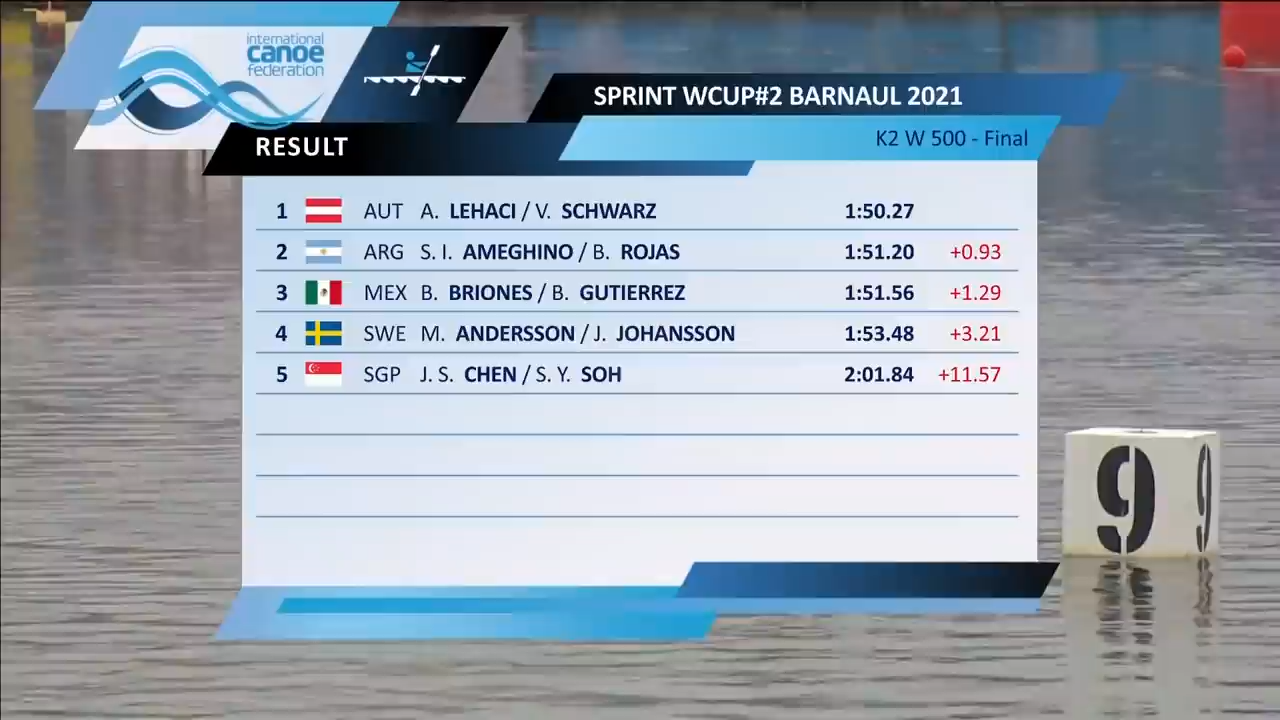 international
canoe
federation
SPRINT WCUP#2 BARNAUL 2021
RESULT
K2 W 500 - Final
1 AUT A. LEHACI / V. SCHWARZ 1:50.27
2 ARG S. I. AMEGHINO / B. ROJAS 1:51.20 +0.93
3 MEX B. BRIONES / B. GUTIERREZ 1:51.56 +1.29
4 SWE M. ANDERSSON / J. JOHANSSON 1:53.48 +3.21
5 SGP J. S. CHEN / S. Y. SOH 2:01.84 +11.57
9 9